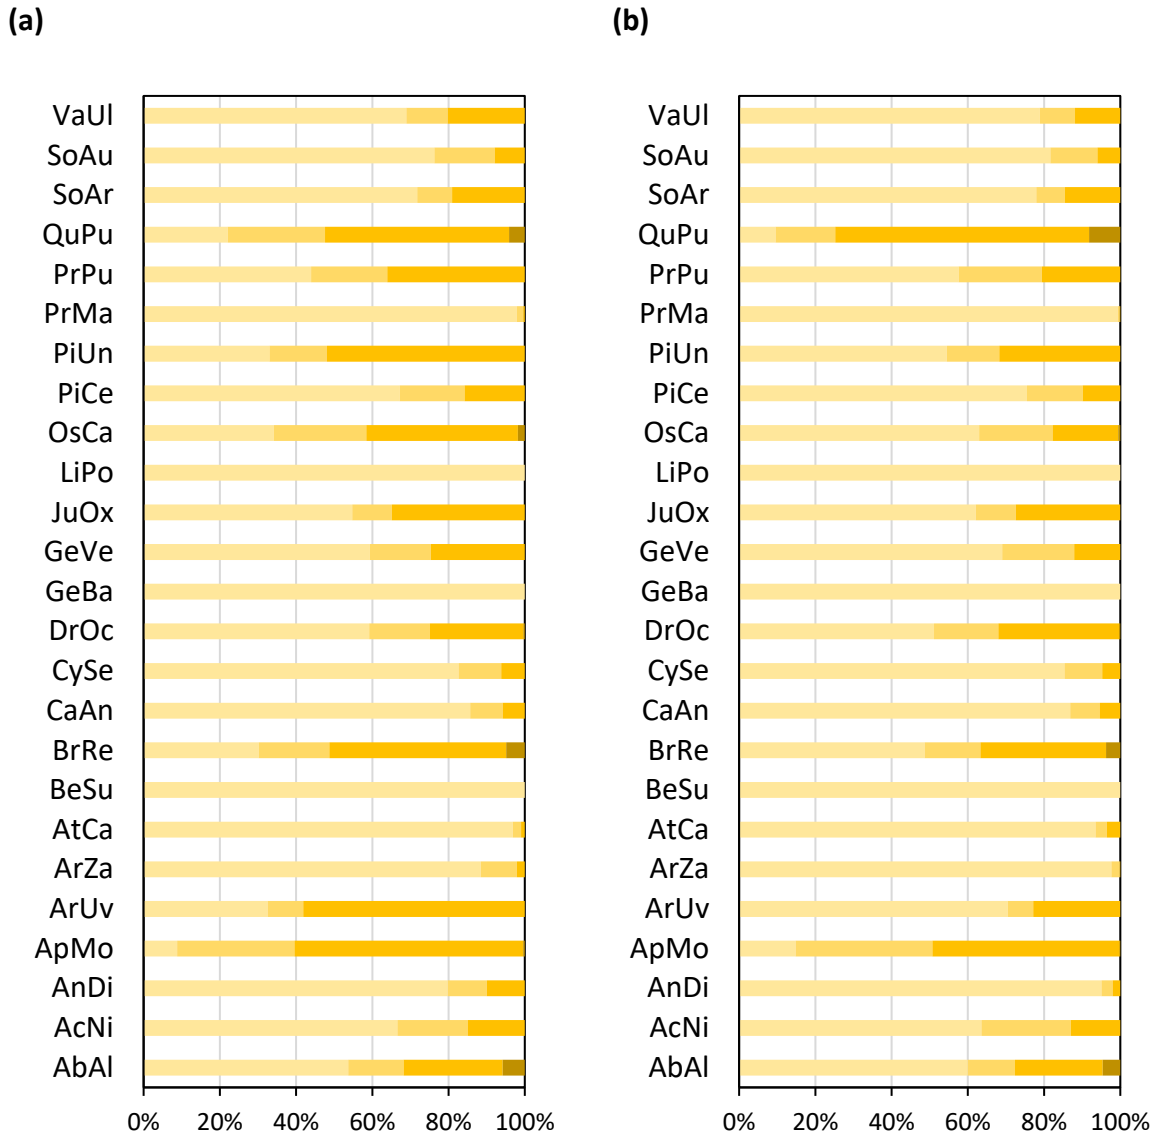 (a)
VaUl
SoAu
SoAr
QuPu
PrPu
PrMa
PiUn
PiCe
OsCa
LiPo
JuOx
GeVe
GeBa
DrOc
CySe
CaAn
BrRe
BeSu
AtCa
ArZa
ArUv
ApMo
AnDi
AcNi
AbAl
0% 20% 40% 60% 80% 100%
(b)
VaUl
SoAu
SoAr
QuPu
PrPu
PrMa
PiUn
PiCe
OsCa
LiPo
JuOx
GeVe
GeBa
DrOc
CySe
CaAn
BrRe
BeSu
AtCa
ArZa
ArUv
ApMo
AnDi
AcNi
AbAl
0% 20% 40% 60% 80% 100%